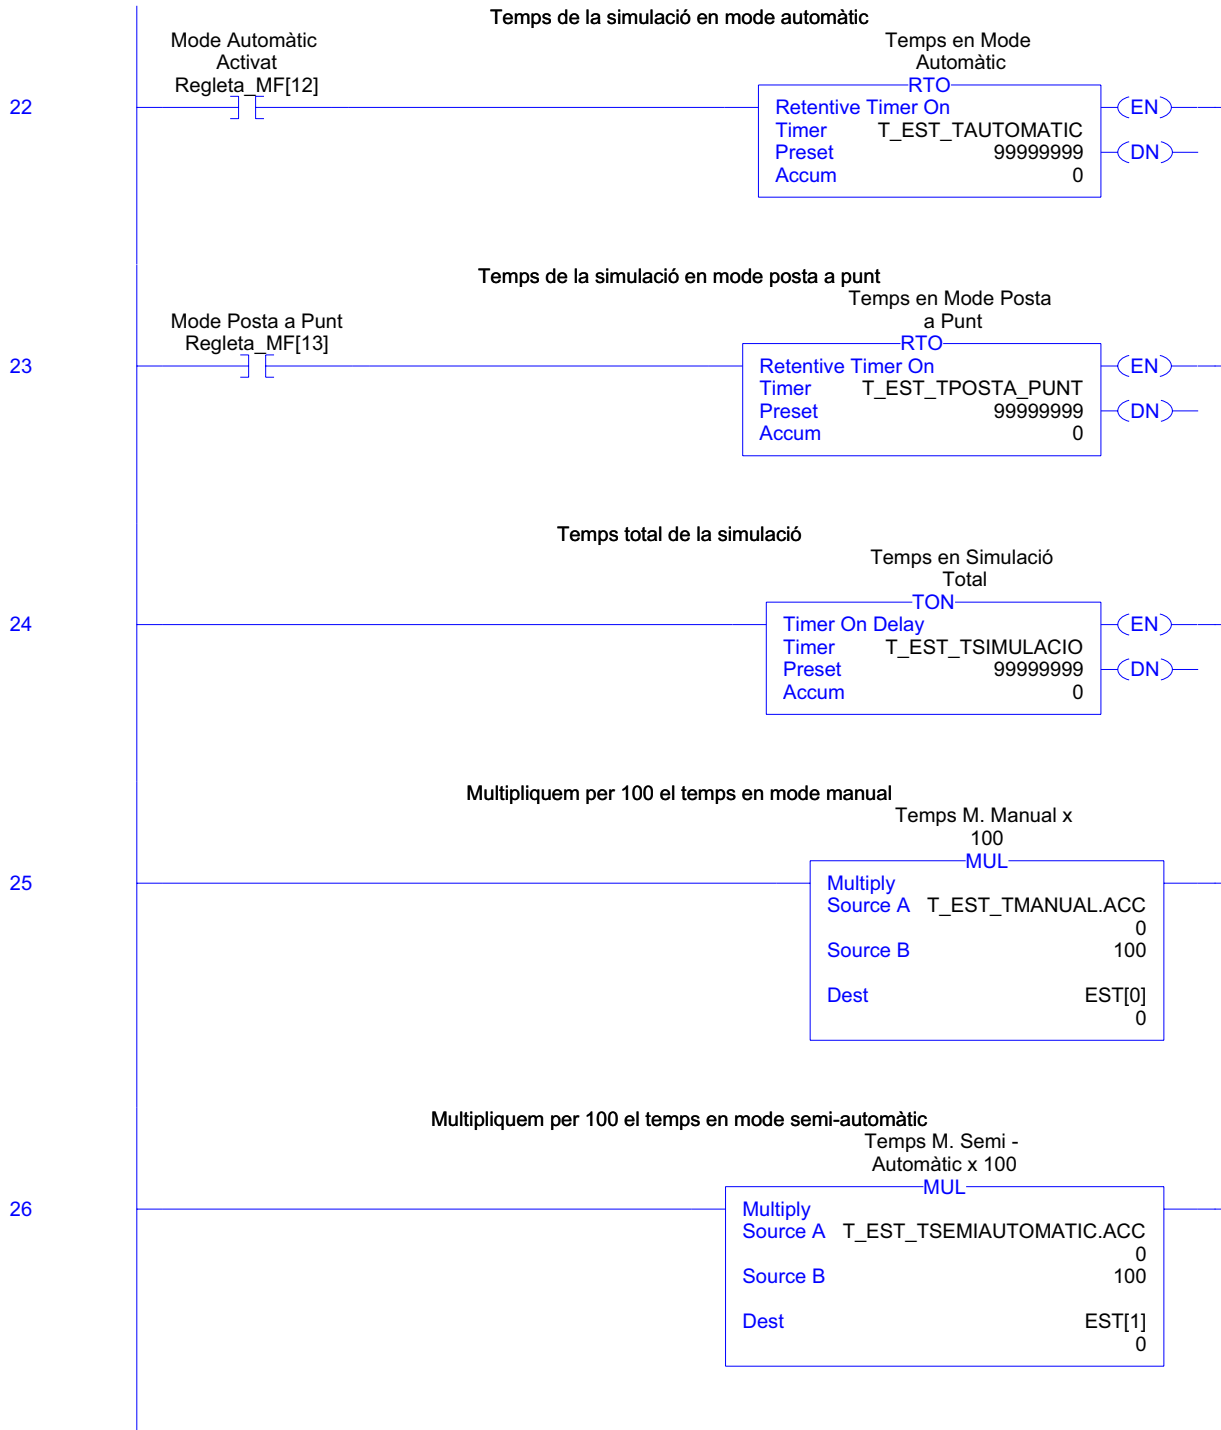 Temps de la simulació en mode automàtic
Mode Automàtic
Activat
Regleta_MF[12]
Temps en Mode
Automàtic
22
RTO
Retentive Timer On
Timer T_EST_TAUTOMATIC
Preset 99999999
Accum 0
EN
DN
Temps de la simulació en mode posta a punt
Mode Posta a Punt
Regleta_MF[13]
Temps en Mode Posta
a Punt
23
RTO
Retentive Timer On
Timer T_EST_TPOSTA_PUNT
Preset 99999999
Accum 0
EN
DN
Temps total de la simulació
Temps en Simulació
Total
24
TON
Timer On Delay
Timer T_EST_TSIMULACIO
Preset 99999999
Accum 0
EN
DN
Multipliquem per 100 el temps en mode manual
Temps M. Manual x
100
25
MUL
Multiply
Source A T_EST_TMANUAL.ACC
0
Source B 100
Dest EST[0]
0
Multipliquem per 100 el temps en mode semi-automàtic
Temps M. Semi -
Automàtic x 100
26
MUL
Multiply
Source A T_EST_TSEMIAUTOMATIC.ACC
0
Source B 100
Dest EST[1]
0